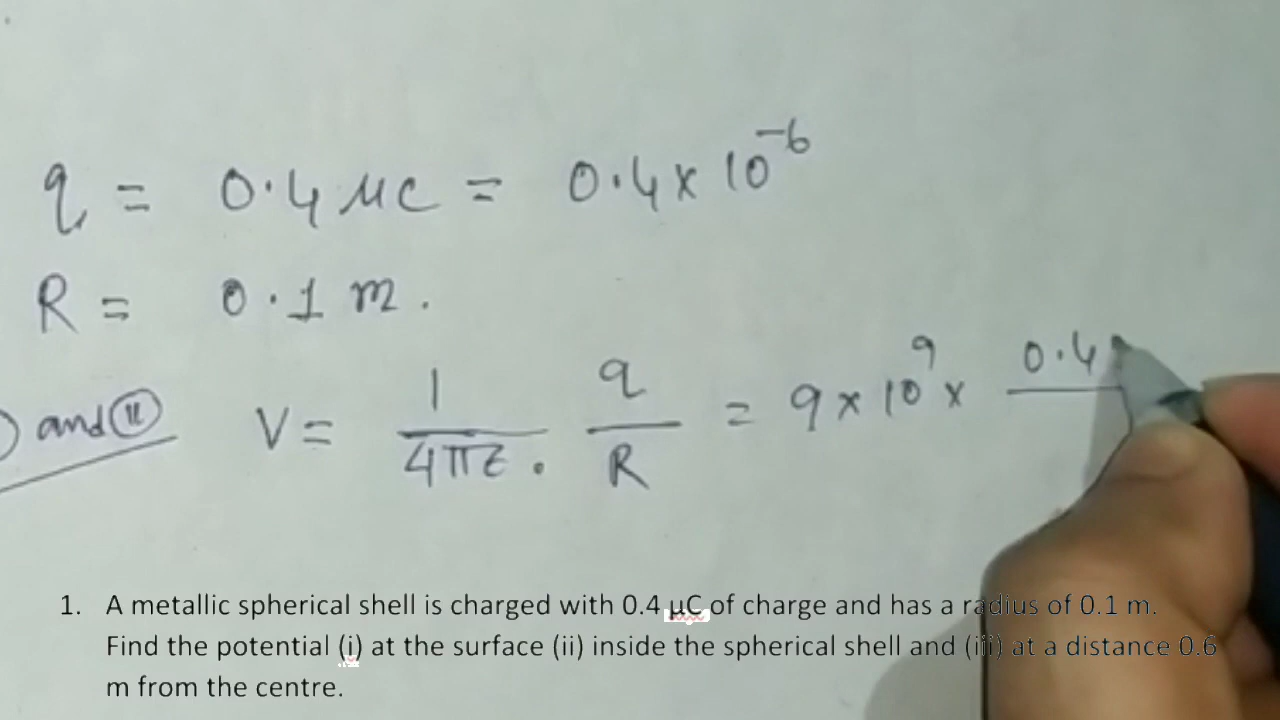 q = 0.4 μC = 0.4 × 10⁻⁶
R = 0.1 m.
) and (ii) V = 1/4πε₀ q/R = 9 × 10⁹ × 0.4
1. A metallic spherical shell is charged with 0.4 μC of charge and has a radius of 0.1 m.
Find the potential (i) at the surface (ii) inside the spherical shell and (iii) at a distance 0.6
m from the centre.